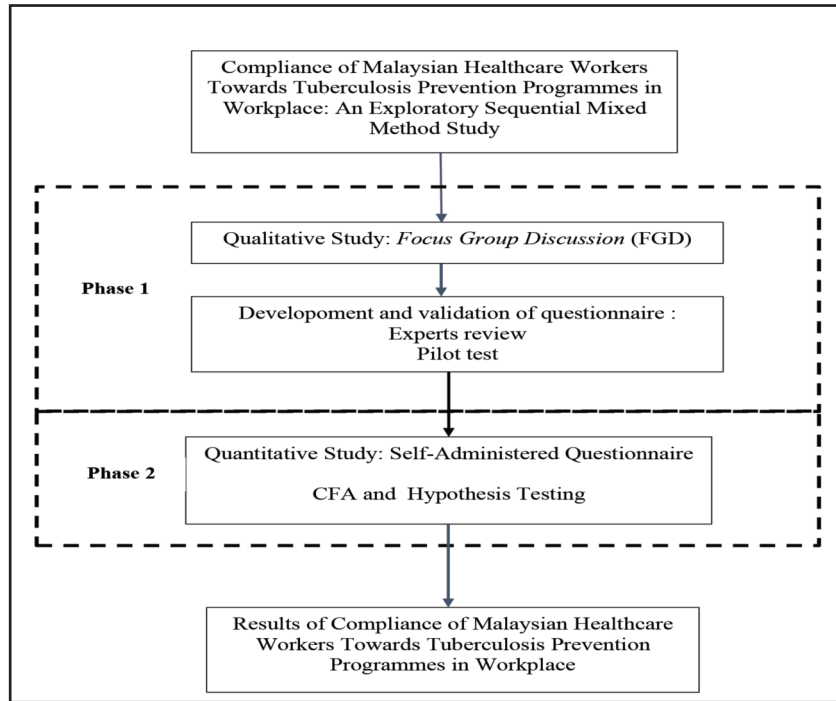 Compliance of Malaysian Healthcare Workers
Towards Tuberculosis Prevention Programmes in
Workplace: An Exploratory Sequential Mixed
Method Study
Phase 1
Qualitative Study: Focus Group Discussion (FGD)
Developoment and validation of questionnaire :
Experts review
Pilot test
Phase 2
Quantitative Study: Self-Administered Questionnaire
CFA and Hypothesis Testing
Results of Compliance of Malaysian Healthcare
Workers Towards Tuberculosis Prevention
Programmes in Workplace